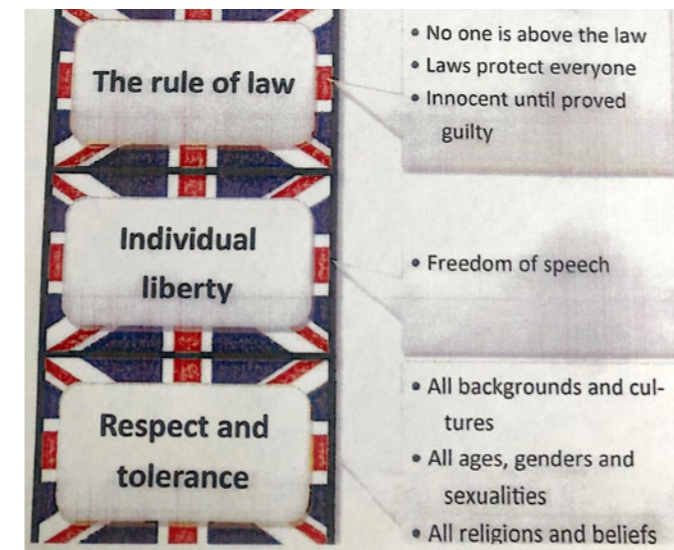 The rule of law
• No one is above the law
• Laws protect everyone
• Innocent until proved
guilty
Individual
liberty
• Freedom of speech
Respect and
tolerance
• All backgrounds and cul-
tures
• All ages, genders and
sexualities
• All religions and beliefs